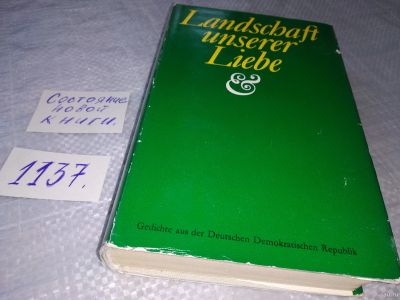 Landschaft
unserer
Liebe
&
Gedichte aus der Deutschen Demokratischen Republik
Состояние
новой
книги.
1137.